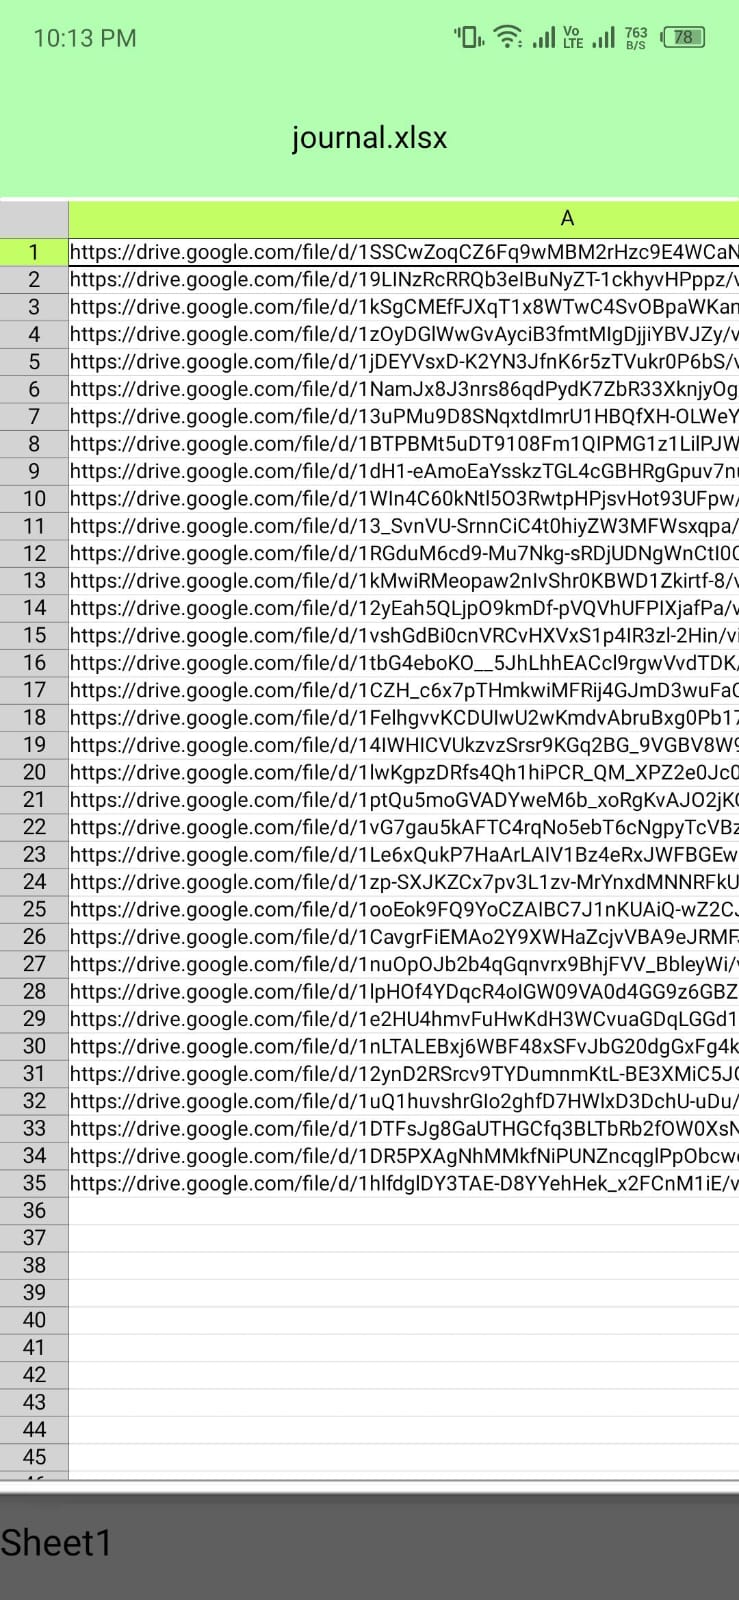 10:13 PM
Vo LTE 763 B/S 78
journal.xlsx
A
1 https://drive.google.com/file/d/1SSCwZoqCZ6Fq9wMBM2rHzc9E4WCaN
2 https://drive.google.com/file/d/19LINzRcRRQb3eIBuNyZT-1ckhyvHPppz/v
3 https://drive.google.com/file/d/1kSgCMEfFJXqT1x8WTwC4SvOBpaWKan
4 https://drive.google.com/file/d/1zOyDGlWwGvAyciB3fmtMIgDjjiYBVJZy/v
5 https://drive.google.com/file/d/1jDEYVsxD-K2YN3JfnK6r5zTVukr0P6bS/v
6 https://drive.google.com/file/d/1NamJx8J3nrs86qdPydK7ZbR33XknjyOg
7 https://drive.google.com/file/d/13uPMu9D8SNqxtdImrU1HBQfXH-OLWeY
8 https://drive.google.com/file/d/1BTPBMt5uDT9108Fm1QIPMG1z1LilPJW
9 https://drive.google.com/file/d/1dH1-eAmoEaYsskzTGL4cGBHRgGpuv7nu
10 https://drive.google.com/file/d/1WIn4C60kNtl5O3RwtpHPjsvHot93UFpw/
11 https://drive.google.com/file/d/13_SvnVU-SrnnCiC4t0hiyZW3MFWsxqpa/
12 https://drive.google.com/file/d/1RGduM6cd9-Mu7Nkg-sRDjUDNgWnCtI0C
13 https://drive.google.com/file/d/1kMwiRMeopaw2nIvShr0KBWD1Zkirtf-8/v
14 https://drive.google.com/file/d/12yEah5QLjpO9kmDf-pVQVhUFPIXjafPa/v
15 https://drive.google.com/file/d/1vshGdBi0cnVRCvHXVxS1p4IR3zl-2Hin/vi
16 https://drive.google.com/file/d/1tbG4eboKO__5JhLhhEACcl9rgwVvdTDK/
17 https://drive.google.com/file/d/1CZH_c6x7pTHmkwiMFRij4GJmD3wuFaC
18 https://drive.google.com/file/d/1FelhgvvKCDUIwU2wKmdvAbruBxg0Pb17
19 https://drive.google.com/file/d/14IWHICVUkzvzSrsr9KGq2BG_9VGBV8W9
20 https://drive.google.com/file/d/1lwKgpzDRfs4Qh1hiPCR_QM_XPZ2e0Jc0
21 https://drive.google.com/file/d/1ptQu5moGVADYweM6b_xoRgKvAJO2jK
22 https://drive.google.com/file/d/1vG7gau5kAFTC4rqNo5ebT6cNgpyTcVBz
23 https://drive.google.com/file/d/1Le6xQukP7HaArLAIV1Bz4eRxJWFBGEw
24 https://drive.google.com/file/d/1zp-SXJKZCx7pv3L1zv-MrYnxdMNNRFkU
25 https://drive.google.com/file/d/1ooEok9FQ9YoCZAIBC7J1nKUAiQ-wZ2C
26 https://drive.google.com/file/d/1CavgrFiEMAo2Y9XWHaZcjvVBA9eJRMF
27 https://drive.google.com/file/d/1nuOpOJb2b4qGqnvrx9BhjFVV_BbleyWi/
28 https://drive.google.com/file/d/1lpHOf4YDqcR4oIGW09VA0d4GG9z6GBZ
29 https://drive.google.com/file/d/1e2HU4hmvFuHwKdH3WCvuaGDqLGGd1
30 https://drive.google.com/file/d/1nLTALEBxj6WBF48xSFvJbG20dgGxFg4k
31 https://drive.google.com/file/d/12ynD2RSrcv9TYDumnmKtL-BE3XMiC5J
32 https://drive.google.com/file/d/1uQ1huvshrGIo2ghfD7HWlxD3DchU-uDu/
33 https://drive.google.com/file/d/1DTFsJg8GaUTHGCfq3BLTbRb2fOW0XsN
34 https://drive.google.com/file/d/1DR5PXAgNhMMkfNiPUNZncqglPpObcw
35 https://drive.google.com/file/d/1hlfdglDY3TAE-D8YYehHek_x2FCnM1iE/v
36
37
38
39
40
41
42
43
44
45
Sheet1